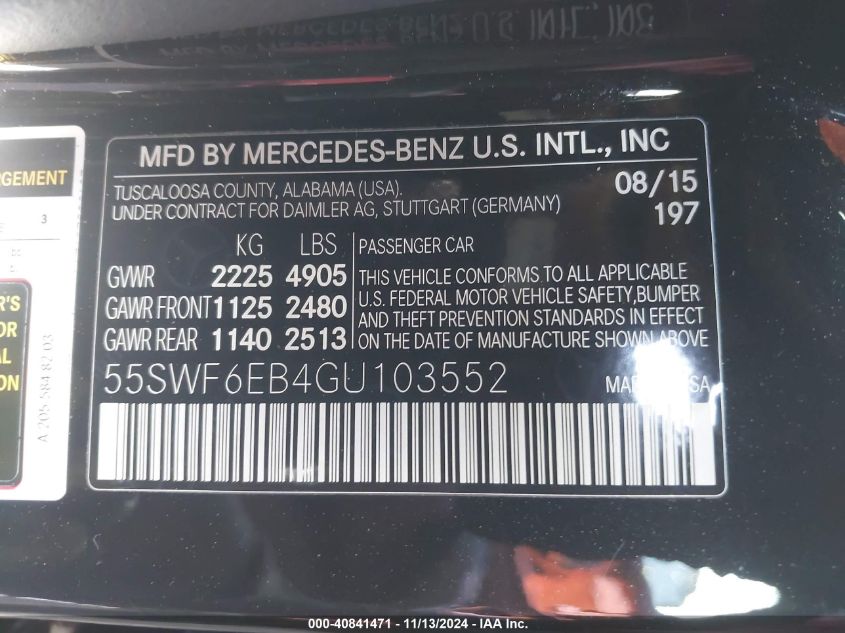 MFD BY MERCEDES-BENZ U.S. INTL., INC
TUSCALOOSA COUNTY, ALABAMA (USA).
UNDER CONTRACT FOR DAIMLER AG, STUTTGART (GERMANY)
08/15
197
KG LBS
GVWR 2225 4905
GAWR FRONT 1125 2480
GAWR REAR 1140 2513
PASSENGER CAR
THIS VEHICLE CONFORMS TO ALL APPLICABLE
U.S. FEDERAL MOTOR VEHICLE SAFETY, BUMPER
AND THEFT PREVENTION STANDARDS IN EFFECT
ON THE DATE OF MANUFACTURE SHOWN ABOVE
55SWF6EB4GU103552
A 205 584 82 03
3
000-40841471 - 11/13/2024 - IAA Inc.